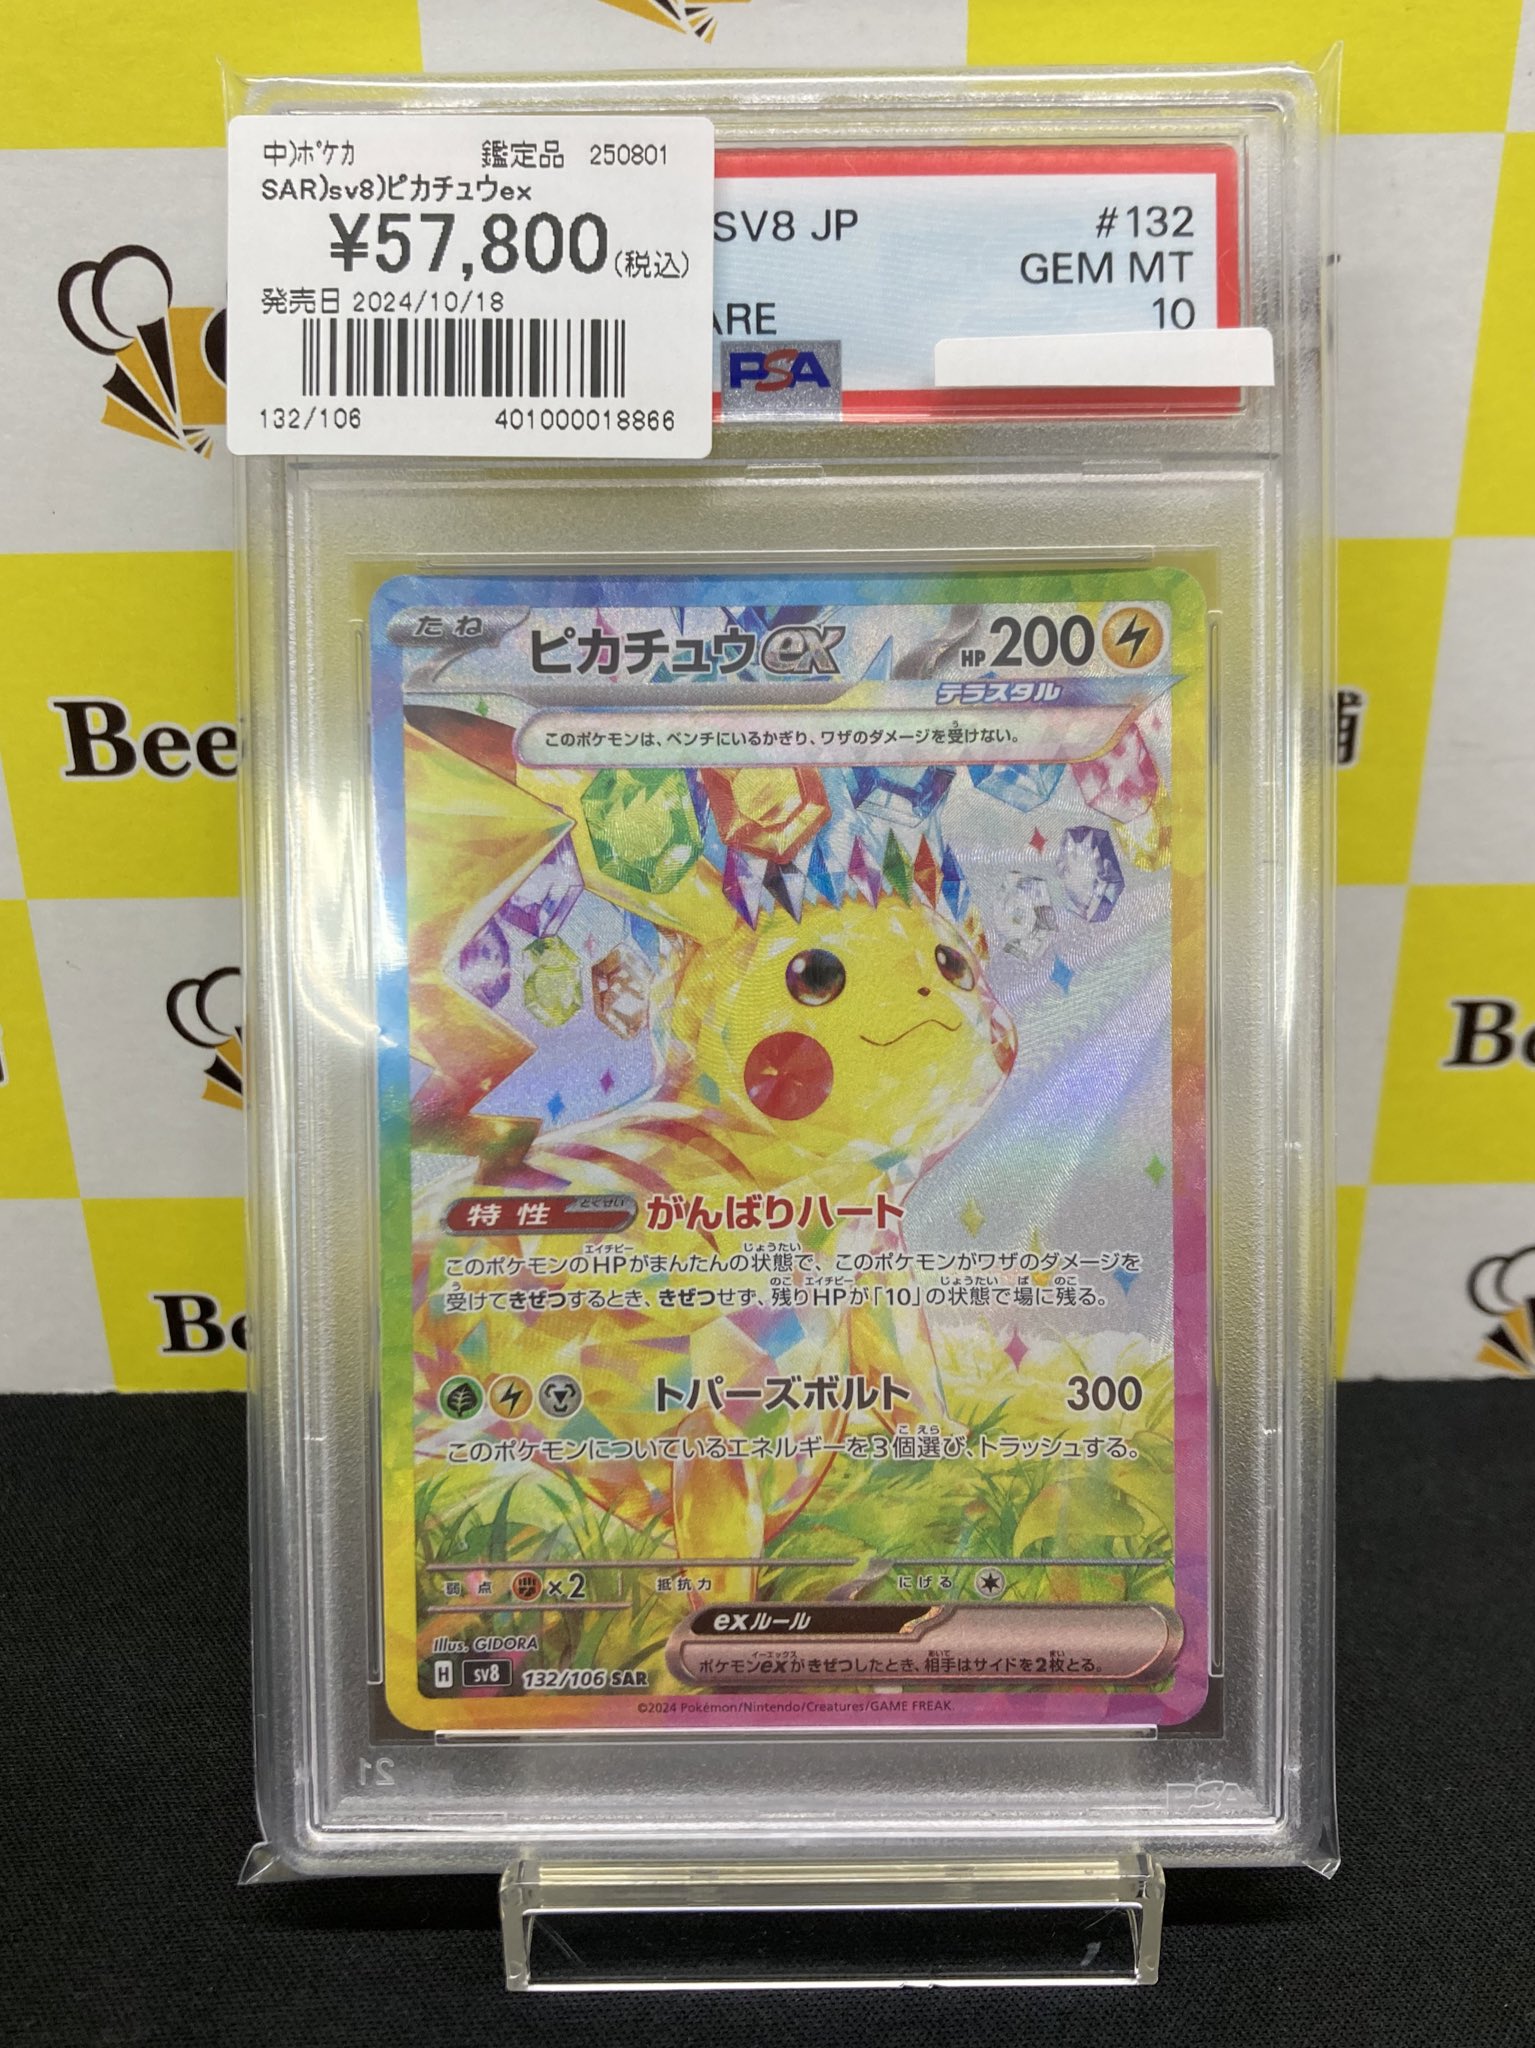 中)ﾎﾟｹｶ 鑑定品 250801
SAR)sv8)ピカチュウex
¥57,800(税込)
発売日 2024/10/18
132/106 401000018866
SV8 JP #132
GEM MT
ARE 10
PSA
Bee
Be
Be
たね ピカチュウex HP200
テラスタル
このポケモンは、ベンチにいるかぎり、ワザのダメージを受けない。
特性 とくせい がんばりハート
このポケモンのHPがまんたんの状態で、このポケモンがワザのダメージを
受けてきぜつするとき、きぜつせず、残りHPが「10」の状態で場に残る。
トパーズボルト 300
このポケモンについているエネルギーを3個選び、トラッシュする。
弱点 ×2 抵抗力 にげる
exルール
ポケモンexがきぜつしたとき、相手はサイドを2枚とる。
Illus. GIDORA
H sv8 132/106 SAR
©2024 Pokémon/Nintendo/Creatures/GAME FREAK.
21
PSA